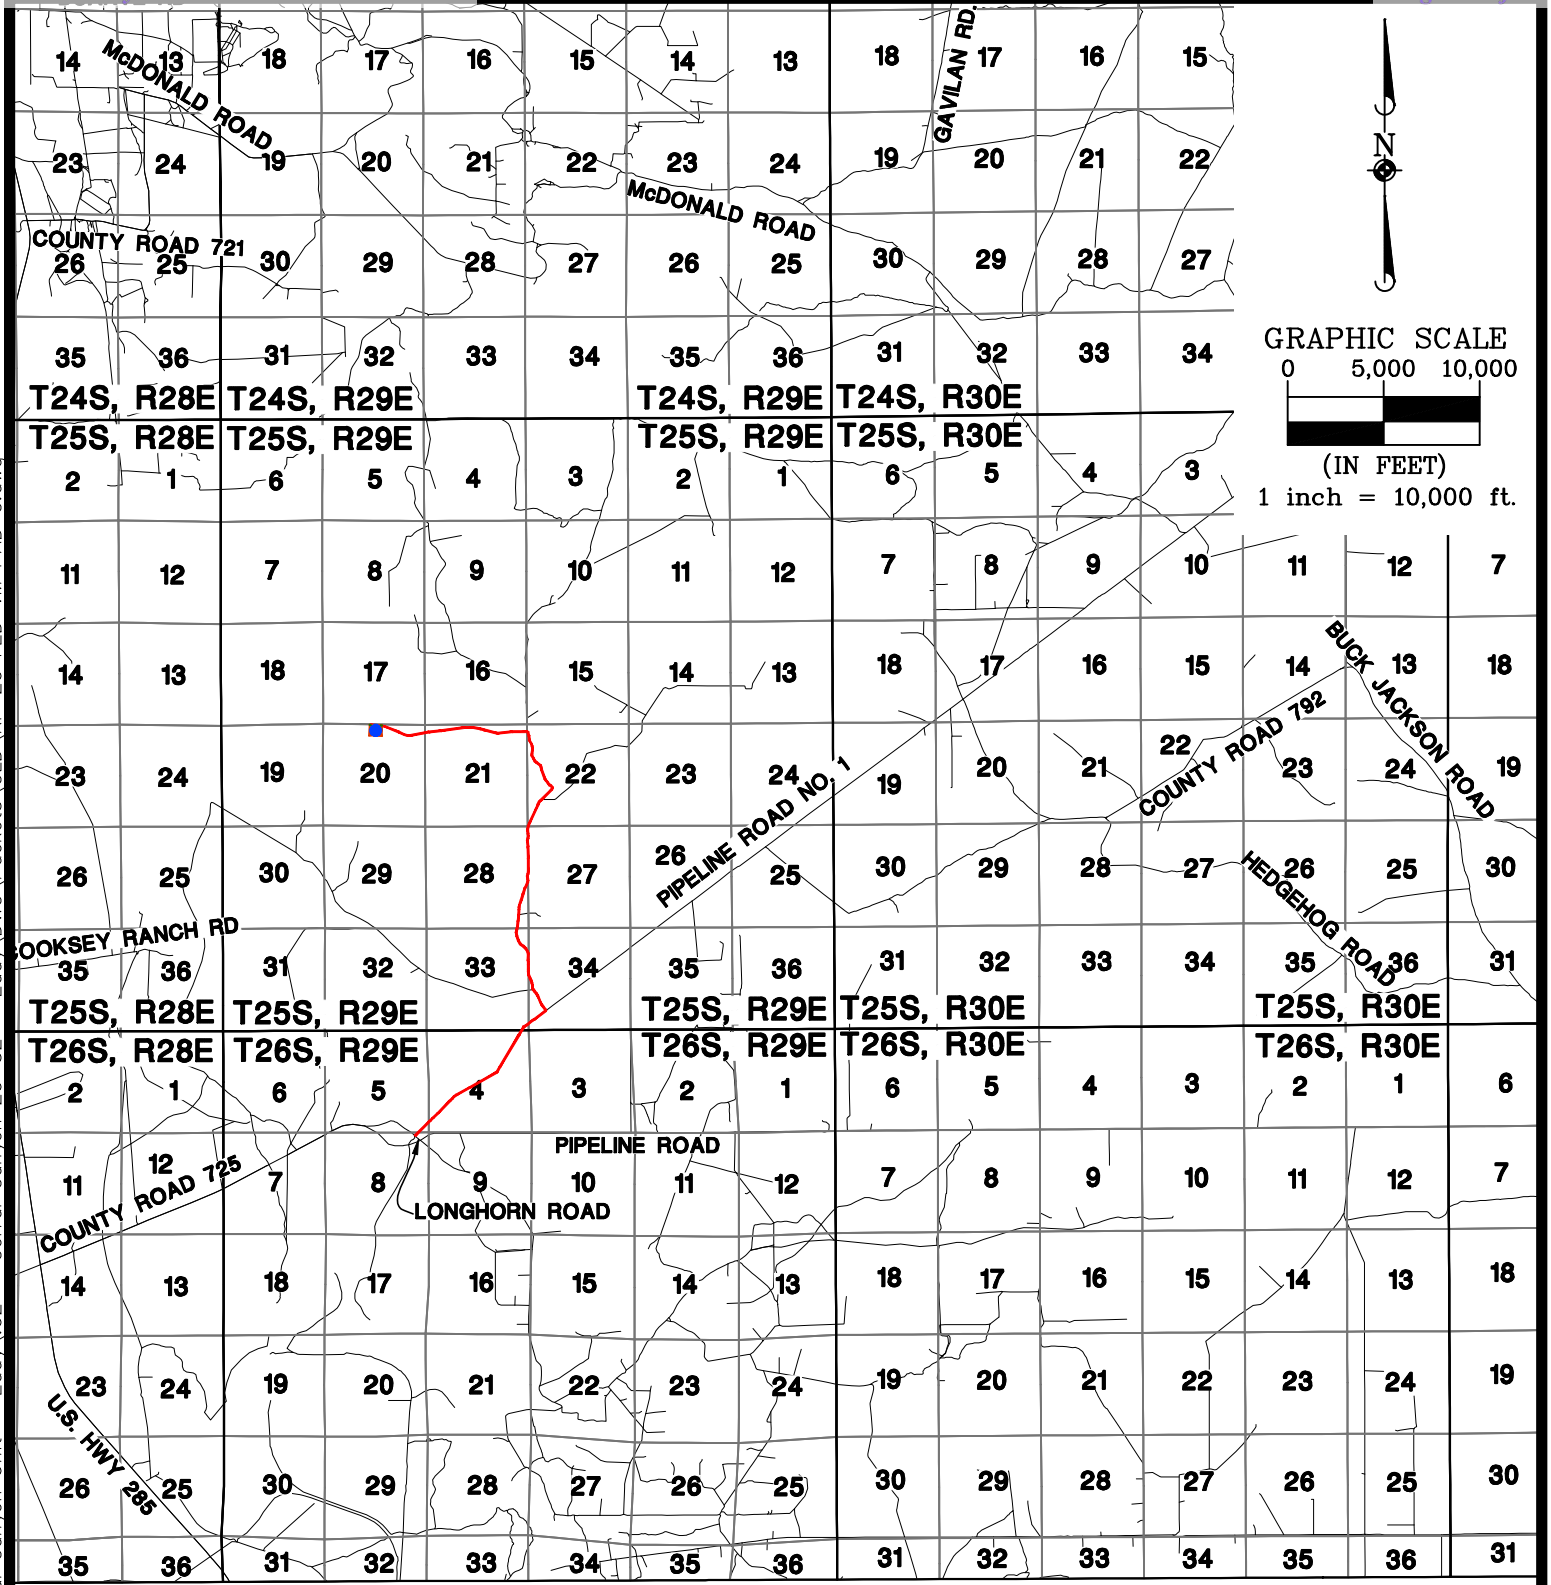 14 13 18 17 16 15 14 13 18 17 16 15
McDONALD ROAD
GAVILAN RD.
N
23 24 19 20 21 22 23 24 19 20 21 22
McDONALD ROAD
COUNTY ROAD 721
26 25 30 29 28 27 26 25 30 29 28 27
35 36 31 32 33 34 35 36 31 32 33 34
GRAPHIC SCALE
0 5,000 10,000
(IN FEET)
1 inch = 10,000 ft.
T24S, R28E T24S, R29E T24S, R29E T24S, R30E
T25S, R28E T25S, R29E T25S, R29E T25S, R30E
2 1 6 5 4 3 2 1 6 5 4 3
11 12 7 8 9 10 11 12 7 8 9 10 11 12 7
14 13 18 17 16 15 14 13 18 17 16 15 14 13 18
BUCK JACKSON ROAD
COUNTY ROAD 792
23 24 19 20 21 22 23 24 19 20 21 22 23 24 19
PIPELINE ROAD NO. 1
26 25 30 29 28 27 26 25 30 29 28 27 26 25 30
HEDGEHOG ROAD
COOKSEY RANCH RD
35 36 31 32 33 34 35 36 31 32 33 34 35 36 31
T25S, R28E T25S, R29E T25S, R29E T25S, R30E T25S, R30E
T26S, R28E T26S, R29E T26S, R29E T26S, R30E T26S, R30E
2 1 6 5 4 3 2 1 6 5 4 3 2 1 6
PIPELINE ROAD
11 12 7 8 9 10 11 12 7 8 9 10 11 12 7
COUNTY ROAD 725
LONGHORN ROAD
14 13 18 17 16 15 14 13 18 17 16 15 14 13 18
23 24 19 20 21 22 23 24 19 20 21 22 23 24 19
U.S. HWY 285
26 25 30 29 28 27 26 25 30 29 28 27 26 25 30
35 36 31 32 33 34 35 36 31 32 33 34 35 36 31